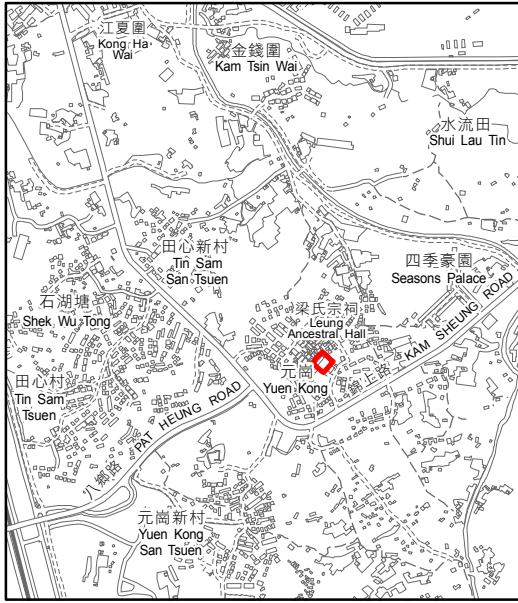 江夏圍
Kong Ha
Wai
金錢圍
Kam Tsin Wai
水流田
Shui Lau Tin
田心新村
Tin Sam
San Tsuen
四季豪園
Seasons Palace
石湖塘
Shek Wu Tong
梁氏宗祠
Leung
Ancestral Hall
錦上路 KAM SHEUNG ROAD
元崗
Yuen Kong
田心村
Tin Sam
Tsuen
八鄉路 PAT HEUNG ROAD
元崗新村
Yuen Kong
San Tsuen